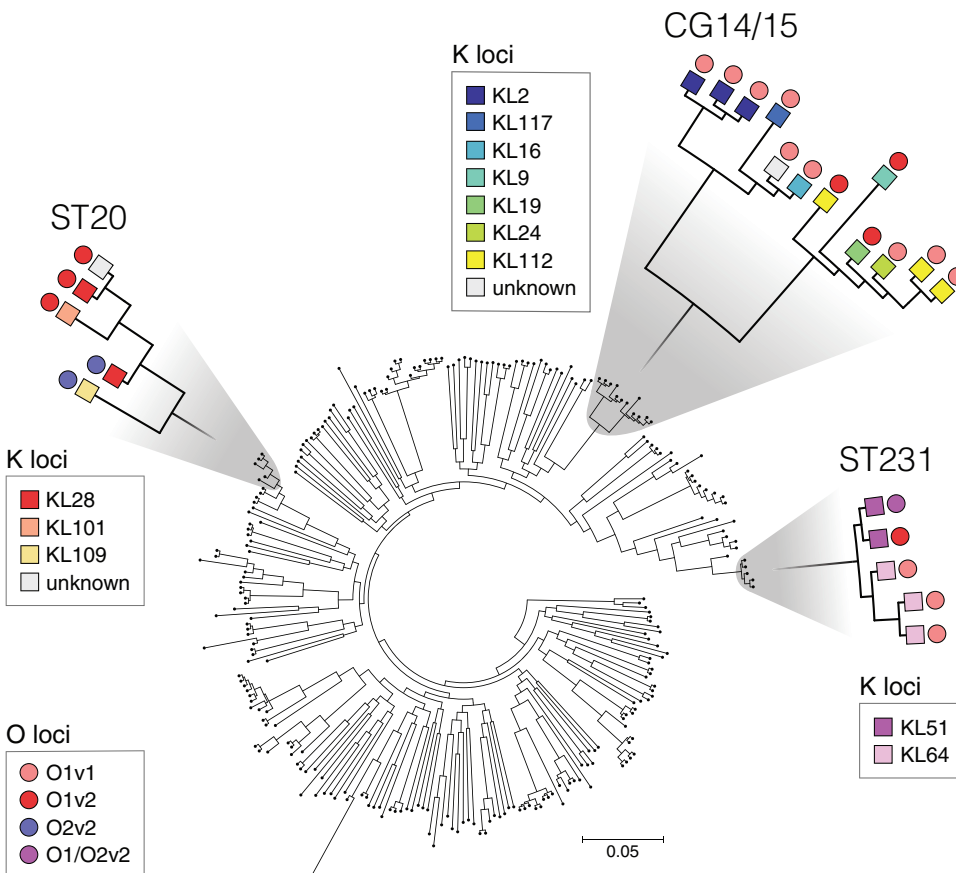 CG14/15
K loci
KL2
KL117
KL16
KL9
KL19
KL24
KL112
unknown
ST20
K loci
KL28
KL101
KL109
unknown
ST231
K loci
KL51
KL64
O loci
O1v1
O1v2
O2v2
O1/O2v2
0.05